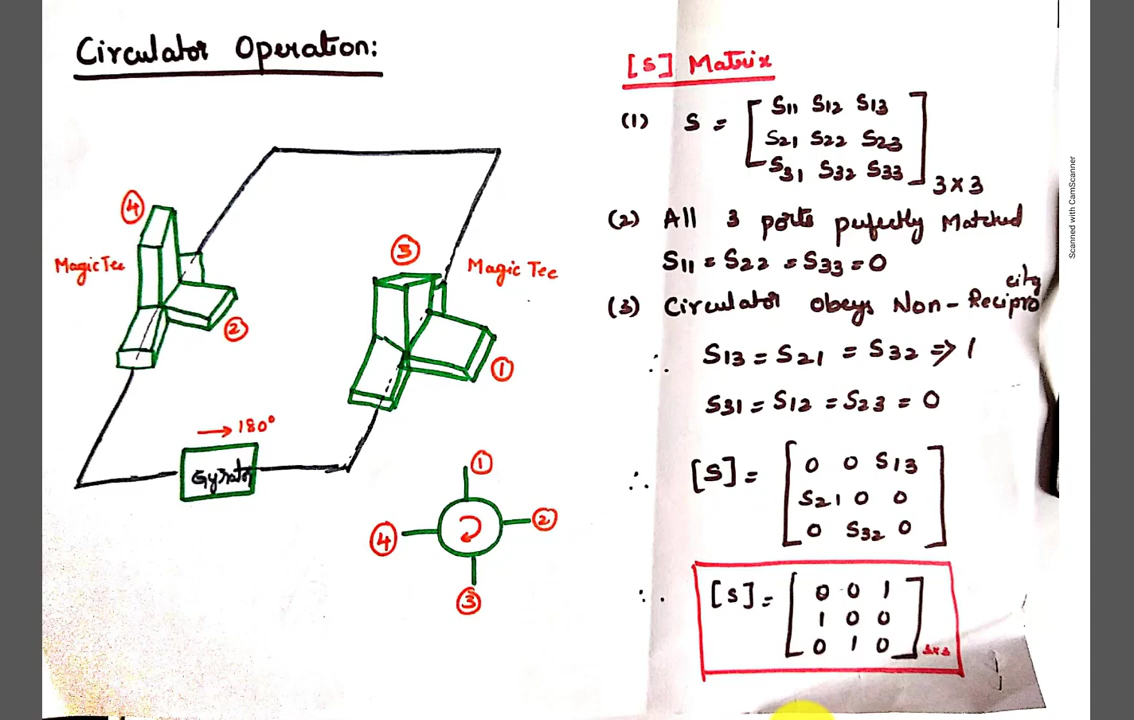 Circulator Operation:
④
Magic Tee
②
③
Magic Tee
①
→ 180°
Gyrator
①
②
④
③
[S] Matrix
(1) S = [ S11 S12 S13
S21 S22 S23
S31 S32 S33 ] 3×3
(2) All 3 ports perfectly Matched
S11 = S22 = S33 = 0
(3) Circulator obeys Non-Reciprocity
∴ S13 = S21 = S32 => 1
S31 = S12 = S23 = 0
∴ [S] = [ 0 0 S13
S21 0 0
0 S32 0 ]
∴ [S] = [ 0 0 1
1 0 0
0 1 0 ] 3×3
Scanned with CamScanner